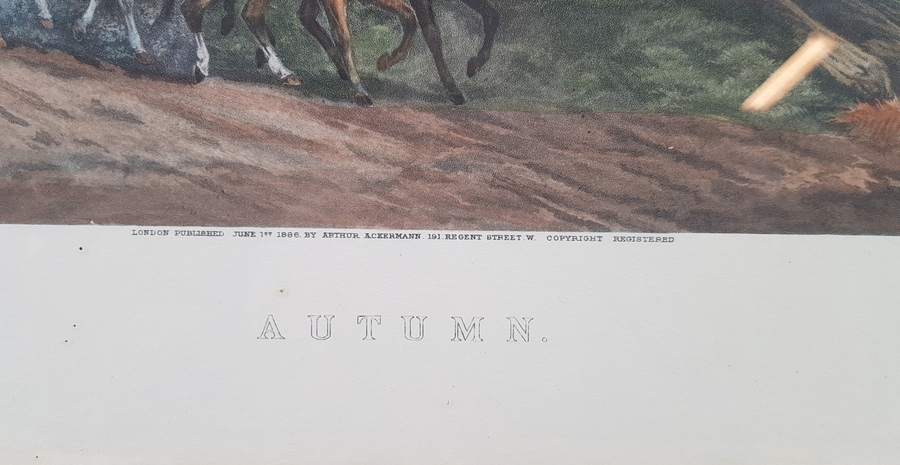 LONDON PUBLISHED JUNE 1ST 1886. BY ARTHUR ACKERMANN. 191. REGENT STREET. W. COPYRIGHT REGISTERED
AUTUMN.